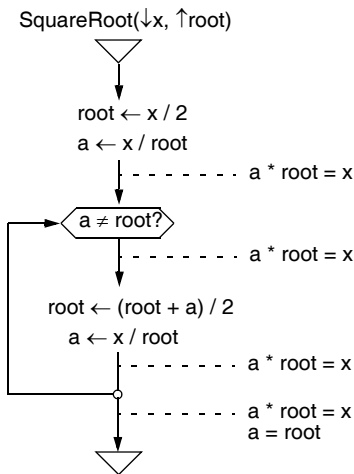 SquareRoot(↓x, ↑root)
root ← x / 2
a ← x / root
a * root = x
a ≠ root?
a * root = x
root ← (root + a) / 2
a ← x / root
a * root = x
a * root = x
a = root